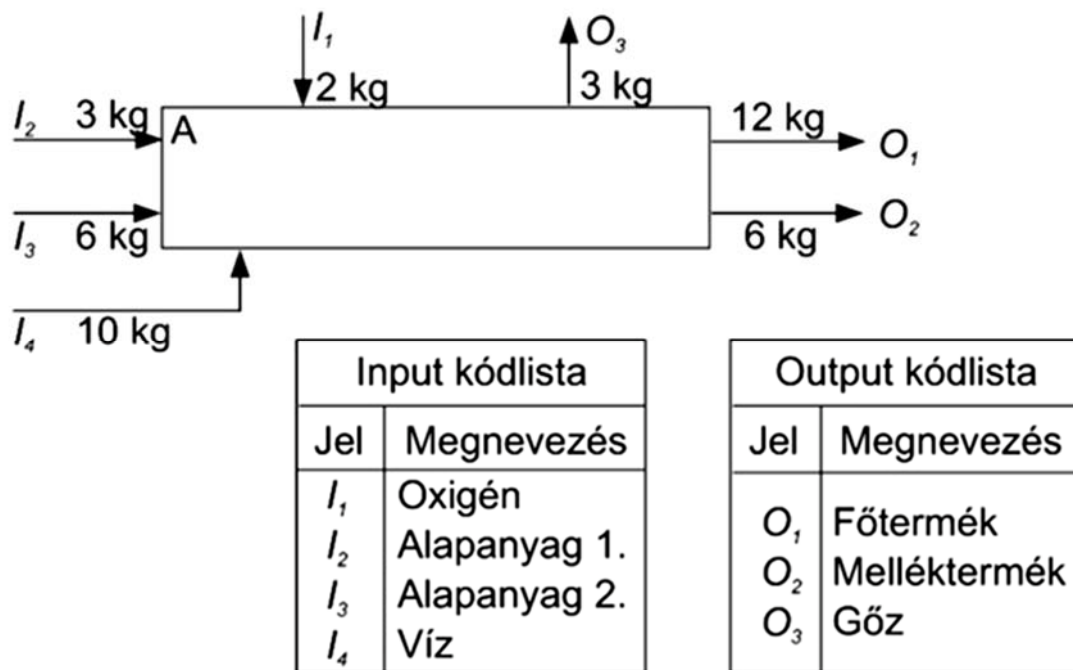 I₁
O₃
2 kg
3 kg
I₂ 3 kg
A
12 kg
O₁
I₃ 6 kg
6 kg
O₂
I₄ 10 kg
Input kódlista
Jel Megnevezés
I₁ Oxigén
I₂ Alapanyag 1.
I₃ Alapanyag 2.
I₄ Víz
Output kódlista
Jel Megnevezés
O₁ Főtermék
O₂ Melléktermék
O₃ Gőz